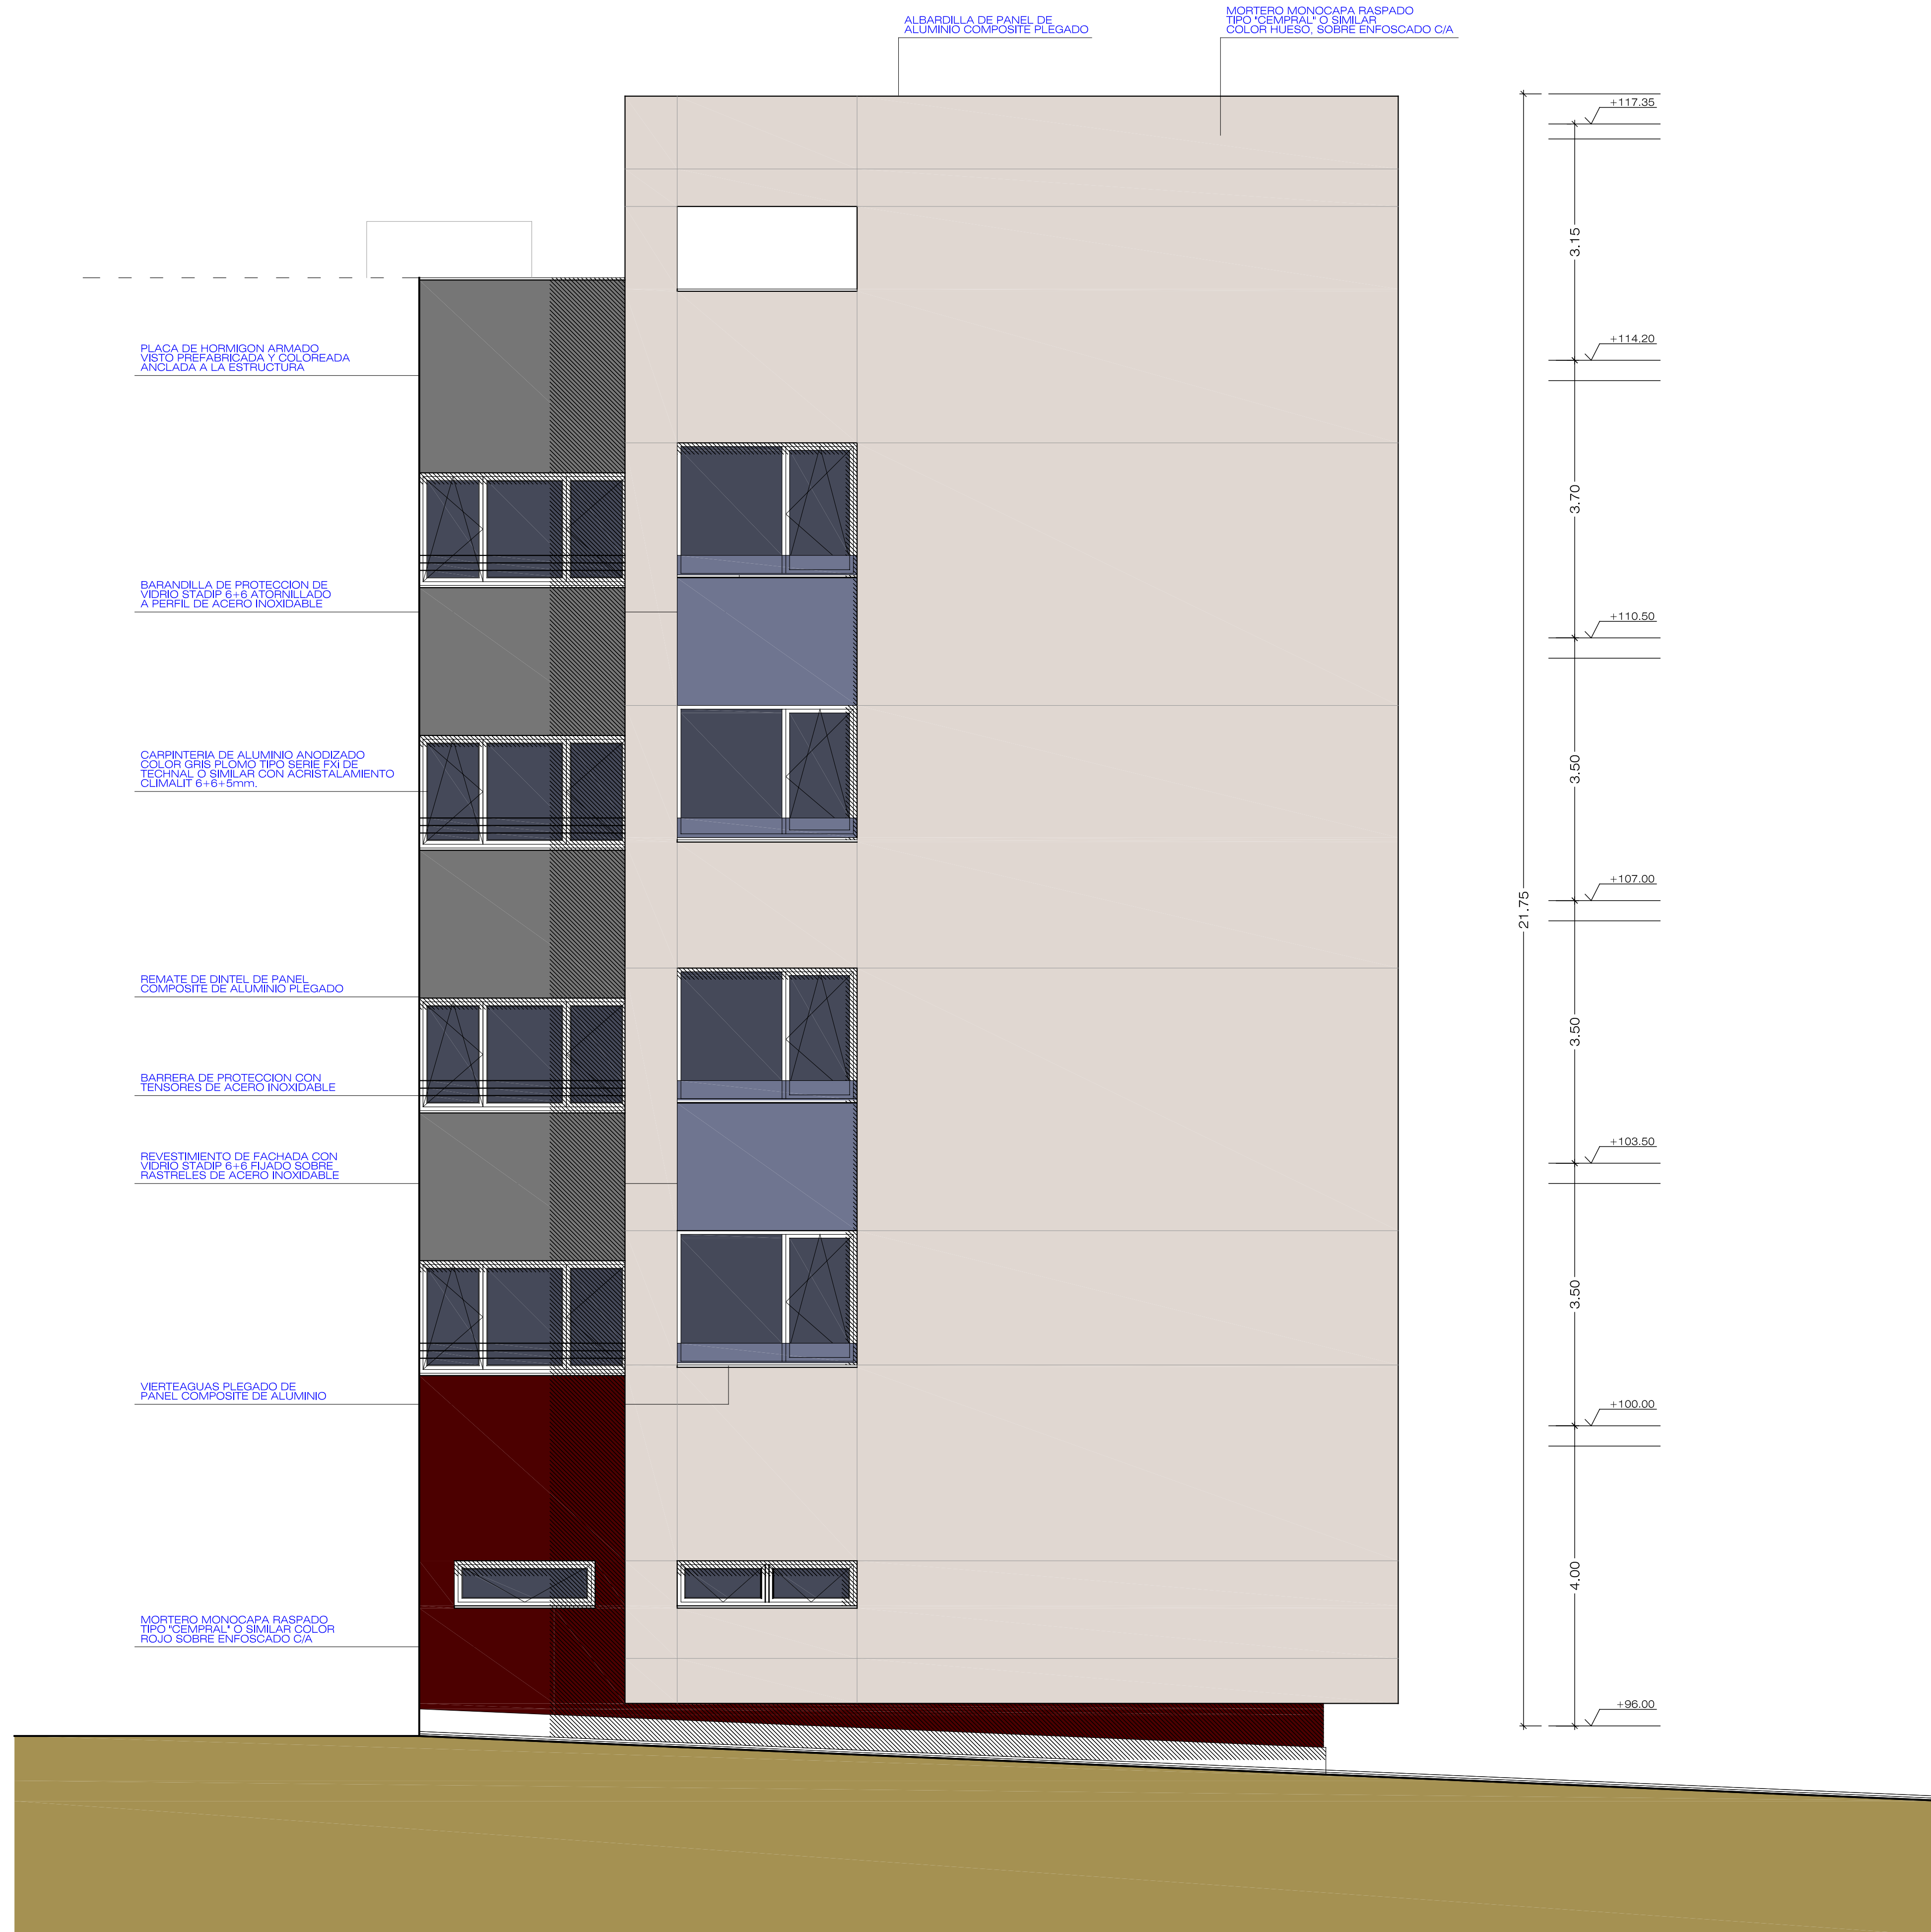 ALBARDILLA DE PANEL DE
ALUMINIO COMPOSITE PLEGADO
MORTERO MONOCAPA RASPADO
TIPO "CEMPRAL" O SIMILAR
COLOR HUESO, SOBRE ENFOSCADO C/A
PLACA DE HORMIGON ARMADO
VISTO PREFABRICADA Y COLOREADA
ANCLADA A LA ESTRUCTURA
BARANDILLA DE PROTECCION DE
VIDRIO STADIP 6+6 ATORNILLADO
A PERFIL DE ACERO INOXIDABLE
CARPINTERIA DE ALUMINIO ANODIZADO
COLOR GRIS PLOMO TIPO SERIE FXi DE
TECHNAL O SIMILAR CON ACRISTALAMIENTO
CLIMALIT 6+6+5mm.
REMATE DE DINTEL DE PANEL
COMPOSITE DE ALUMINIO PLEGADO
BARRERA DE PROTECCION CON
TENSORES DE ACERO INOXIDABLE
REVESTIMIENTO DE FACHADA CON
VIDRIO STADIP 6+6 FIJADO SOBRE
RASTRELES DE ACERO INOXIDABLE
VIERTEAGUAS PLEGADO DE
PANEL COMPOSITE DE ALUMINIO
MORTERO MONOCAPA RASPADO
TIPO "CEMPRAL" O SIMILAR COLOR
ROJO SOBRE ENFOSCADO C/A
21.75
+117.35
3.15
+114.20
3.70
+110.50
3.50
+107.00
3.50
+103.50
3.50
+100.00
4.00
+96.00